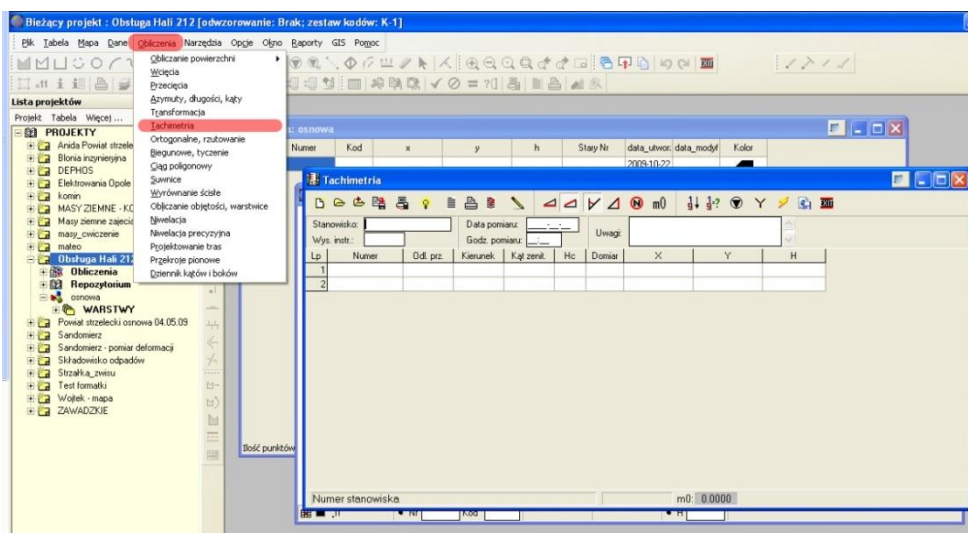 Bieżący projekt : Obsługa Hali 212 [odwzorowanie: Brak; zestaw kodów: K-1]
Plik Tabela Mapa Dane Obliczenia Narzędzia Opcje Okno Raporty GIS Pomoc
Lista projektów
Projekt Tabela Więcej ...
PROJEKTY
Anida Powiat strzele
Blonia inzynieryjna
DEPHOS
Elektrowania Opole
komin
MASY ZIEMNE - KO
Masy ziemne zajecia
masy_cwiczenie
mateo
Obsługa Hali 212
Obliczenia
Repozytorium
osnowa
WARSTWY
Powiat strzelecki osnowa 04.05.09
Sandomierz
Sandomierz - pomiar deformacji
Składowisko odpadów
Strzałka_zwisu
Test formatki
Wojtek - mapa
ZAWADZKIE
Obliczanie powierzchni
Wcięcia
Przecięcia
Azymuty, długości, kąty
Transformacja
Tachimetria
Ortogonalne, rzutowanie
Biegunowe, tyczenie
Ciąg poligonowy
Suwnice
Wyrównanie ścisłe
Obliczanie objętości, warstwice
Niwelacja
Niwelacja precyzyjna
Projektowanie tras
Przekroje pionowe
Dziennik kątów i boków
: osnowa
Numer Kod x y h Stary Nr data_utwor. data_modyf Kolor
2009-10-22
Tachimetria
m0
Stanowisko: Data pomiaru: Uwagi:
Wys. instr.: Godz. pomiaru:
Lp Numer Odl. prz. Kierunek Kąt zenit. Hc Domiar X Y H
1
2
Ilość punktów
Numer stanowiska m0: 0.0000
Nr Kod H